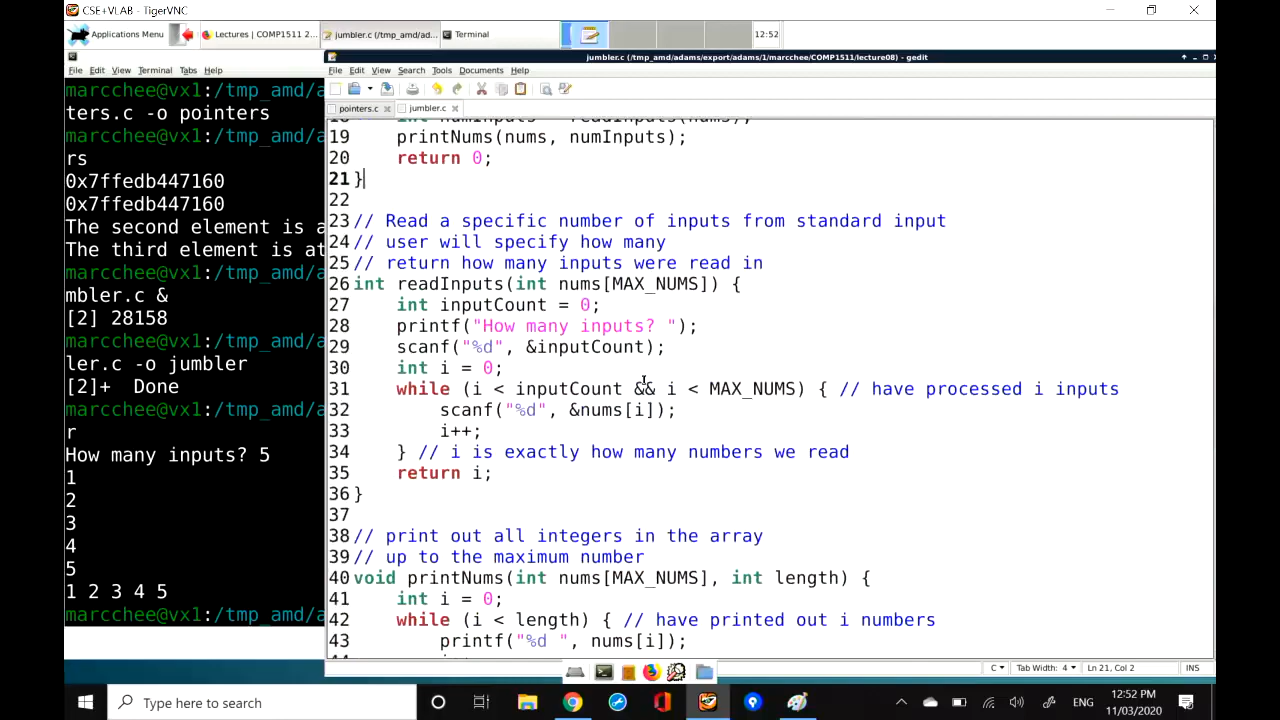 CSE+VLAB - TigerVNC
Applications Menu
Lectures | COMP1511 2...
jumbler.c (/tmp_amd/ad...
Terminal
12:52
jumbler.c (/tmp_amd/adams/export/adams/1/marcchee/COMP1511/lecture08) - gedit
File Edit View Terminal Tabs Help
File Edit View Search Tools Documents Help
pointers.c
jumbler.c
marcchee@vx1:/tmp_amd/a
ters.c -o pointers
marcchee@vx1:/tmp_amd/a
rs
0x7ffedb447160
0x7ffedb447160
The second element is a
The third element is at
marcchee@vx1:/tmp_amd/a
mbler.c &
[2] 28158
marcchee@vx1:/tmp_amd/a
ler.c -o jumbler
[2]+ Done
marcchee@vx1:/tmp_amd/a
r
How many inputs? 5
1
2
3
4
5
1 2 3 4 5
marcchee@vx1:/tmp_amd/a
18 int numInputs = readInputs(nums);
19 printNums(nums, numInputs);
20 return 0;
21 }
22
23 // Read a specific number of inputs from standard input
24 // user will specify how many
25 // return how many inputs were read in
26 int readInputs(int nums[MAX_NUMS]) {
27 int inputCount = 0;
28 printf("How many inputs? ");
29 scanf("%d", &inputCount);
30 int i = 0;
31 while (i < inputCount && i < MAX_NUMS) { // have processed i inputs
32 scanf("%d", &nums[i]);
33 i++;
34 } // i is exactly how many numbers we read
35 return i;
36 }
37
38 // print out all integers in the array
39 // up to the maximum number
40 void printNums(int nums[MAX_NUMS], int length) {
41 int i = 0;
42 while (i < length) { // have printed out i numbers
43 printf("%d ", nums[i]);
C Tab Width: 4 Ln 21, Col 2 INS
Type here to search
ENG
12:52 PM
11/03/2020